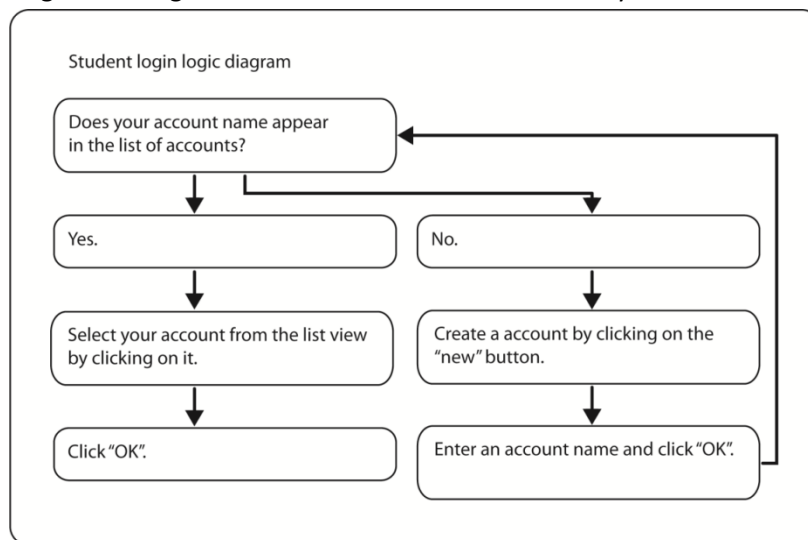 Student login logic diagram
Does your account name appear
in the list of accounts?
Yes.
No.
Select your account from the list view
by clicking on it.
Create a account by clicking on the
“new” button.
Click “OK”.
Enter an account name and click “OK”.